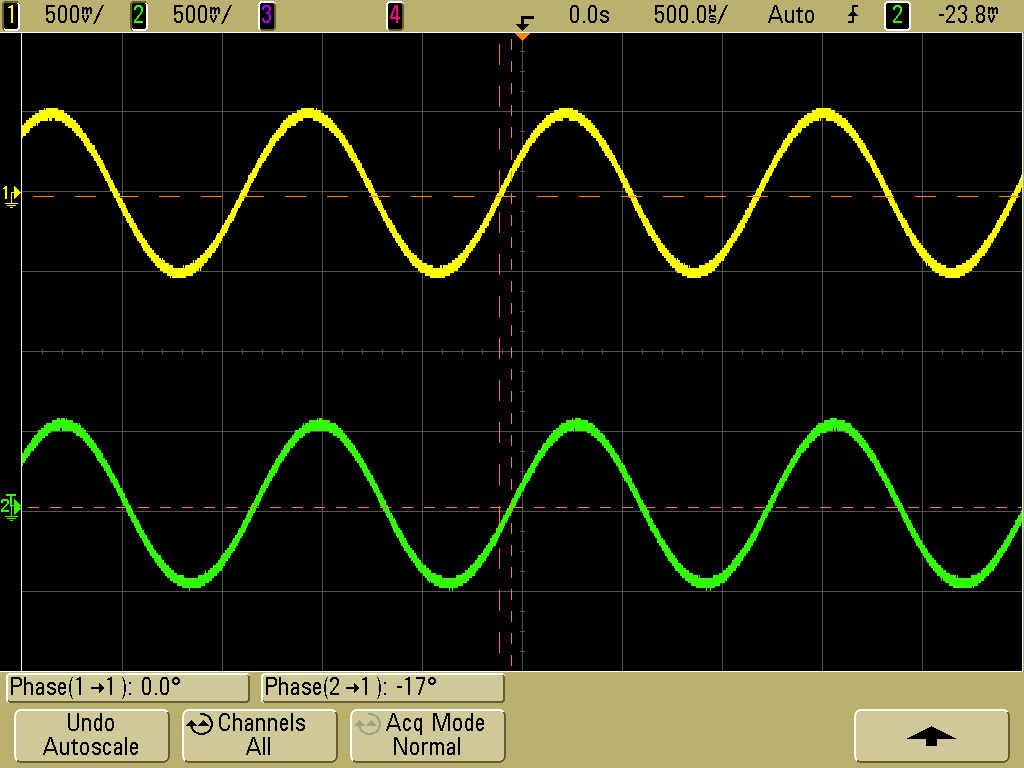 1 500mV/ 2 500mV/ 3 4 0.0s 500.0us/ Auto 2 -23.8mV
1
2
Phase(1→1): 0.0° Phase(2→1): -17°
Undo Autoscale
Channels All
Acq Mode Normal